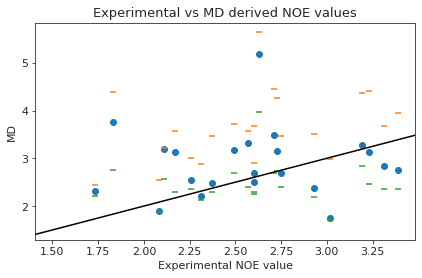 Experimental vs MD derived NOE values
MD
5
4
3
2
1.50 1.75 2.00 2.25 2.50 2.75 3.00 3.25
Experimental NOE value